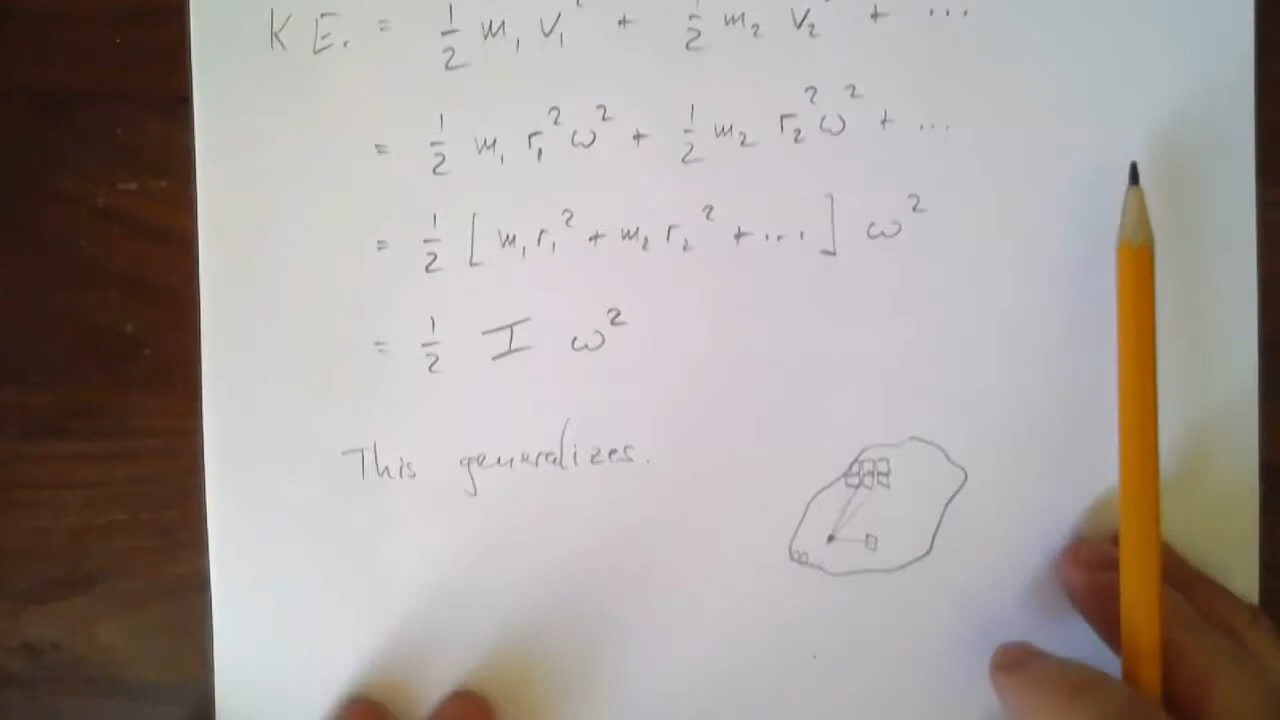 K E. = 1/2 m₁ v₁² + 1/2 m₂ v₂² + ...
= 1/2 m₁ r₁² ω² + 1/2 m₂ r₂² ω² + ...
= 1/2 [ m₁ r₁² + m₂ r₂² + ... ] ω²
= 1/2 I ω²
This generalizes.